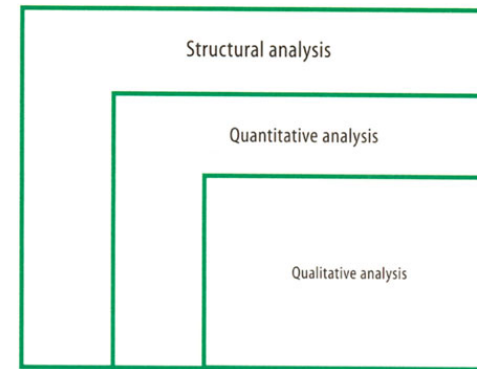 Structural analysis
Quantitative analysis
Qualitative analysis